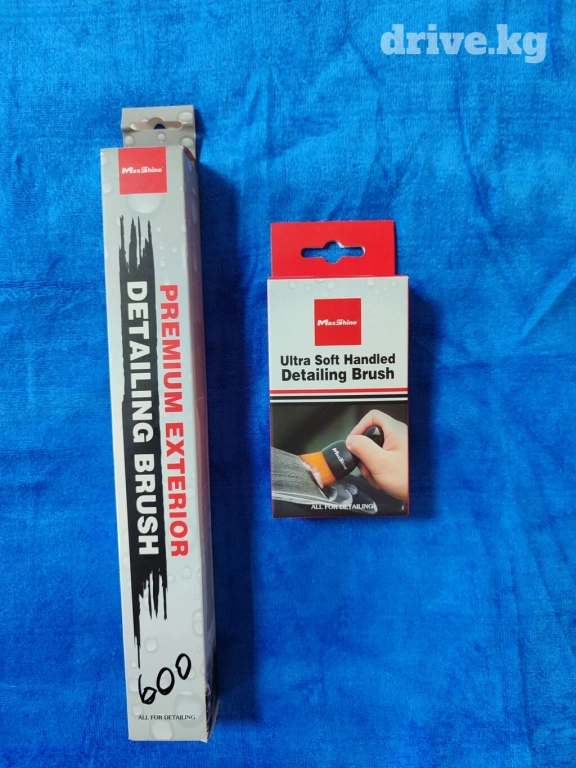 drive.kg
MaxShine
PREMIUM EXTERIOR
DETAILING BRUSH
600
ALL FOR DETAILING
MaxShine
Ultra Soft Handled
Detailing Brush
MaxShine
ALL FOR DETAILING